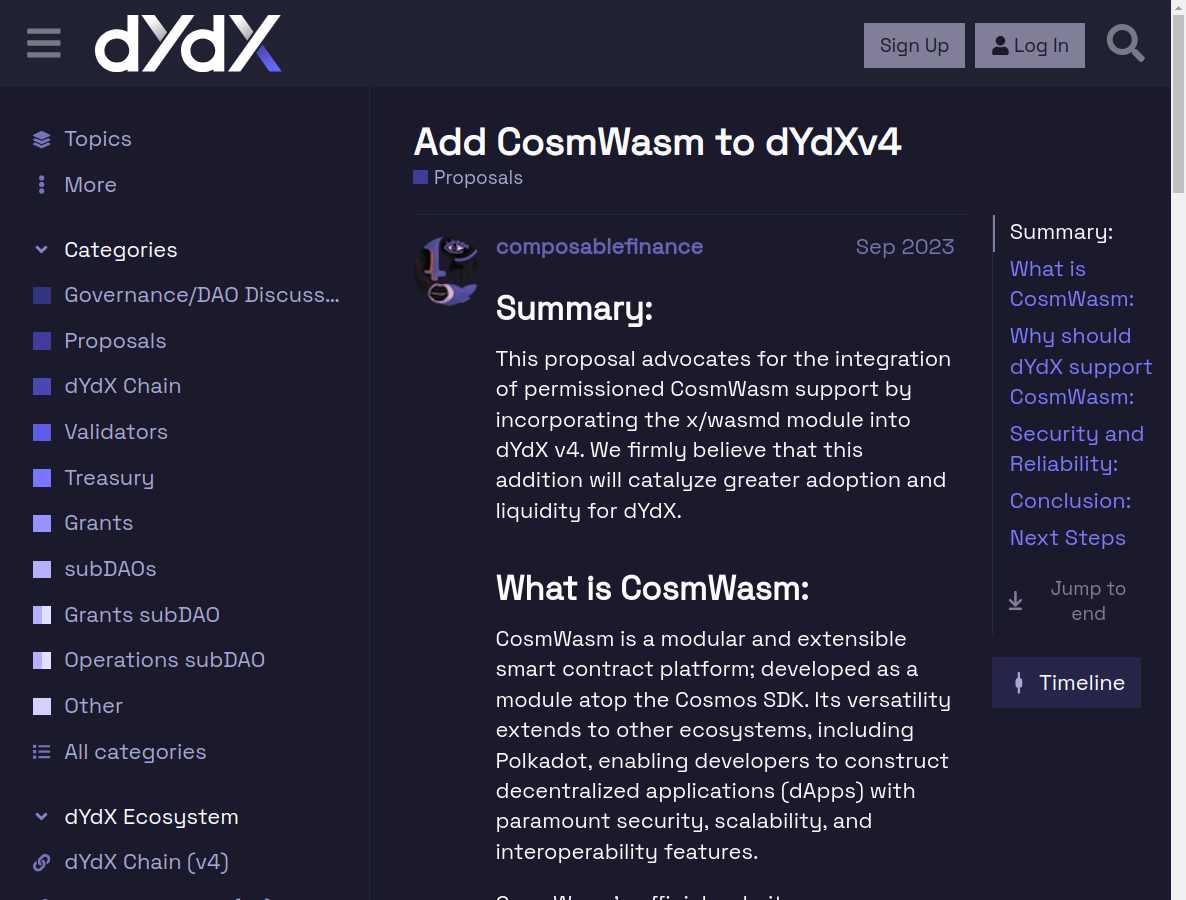 dYdX
Sign Up
Log In
Topics
More
Categories
Governance/DAO Discuss...
Proposals
dYdX Chain
Validators
Treasury
Grants
subDAOs
Grants subDAO
Operations subDAO
Other
All categories
dYdX Ecosystem
dYdX Chain (v4)
Add CosmWasm to dYdXv4
Proposals
composablefinance
Sep 2023
Summary:
This proposal advocates for the integration
of permissioned CosmWasm support by
incorporating the x/wasmd module into
dYdX v4. We firmly believe that this
addition will catalyze greater adoption and
liquidity for dYdX.
What is CosmWasm:
CosmWasm is a modular and extensible
smart contract platform; developed as a
module atop the Cosmos SDK. Its versatility
extends to other ecosystems, including
Polkadot, enabling developers to construct
decentralized applications (dApps) with
paramount security, scalability, and
interoperability features.
Summary:
What is
CosmWasm:
Why should
dYdX support
CosmWasm:
Security and
Reliability:
Conclusion:
Next Steps
Jump to
end
Timeline